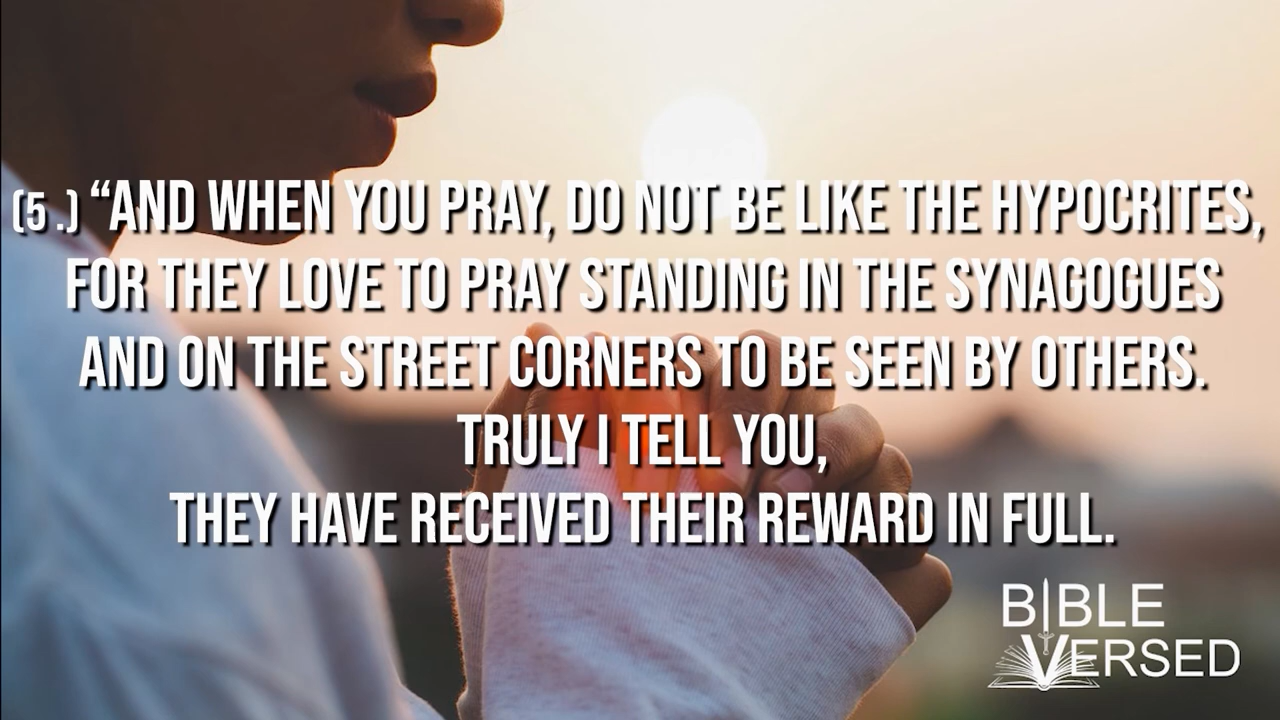 (5 .) “AND WHEN YOU PRAY, DO NOT BE LIKE THE HYPOCRITES,
FOR THEY LOVE TO PRAY STANDING IN THE SYNAGOGUES
AND ON THE STREET CORNERS TO BE SEEN BY OTHERS.
TRULY I TELL YOU,
THEY HAVE RECEIVED THEIR REWARD IN FULL.
BIBLE
VERSED